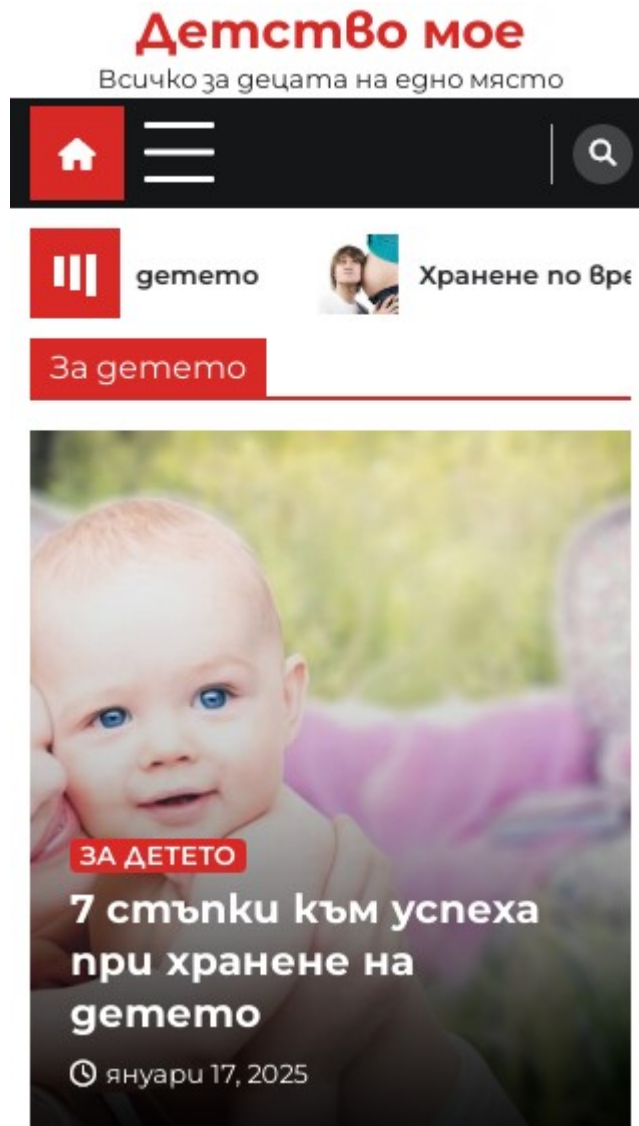 Детство мое
Всичко за децата на едно място
детето
Хранене по вре
За детето
ЗА ДЕТЕТО
7 стъпки към успеха
при хранене на
детето
януари 17, 2025